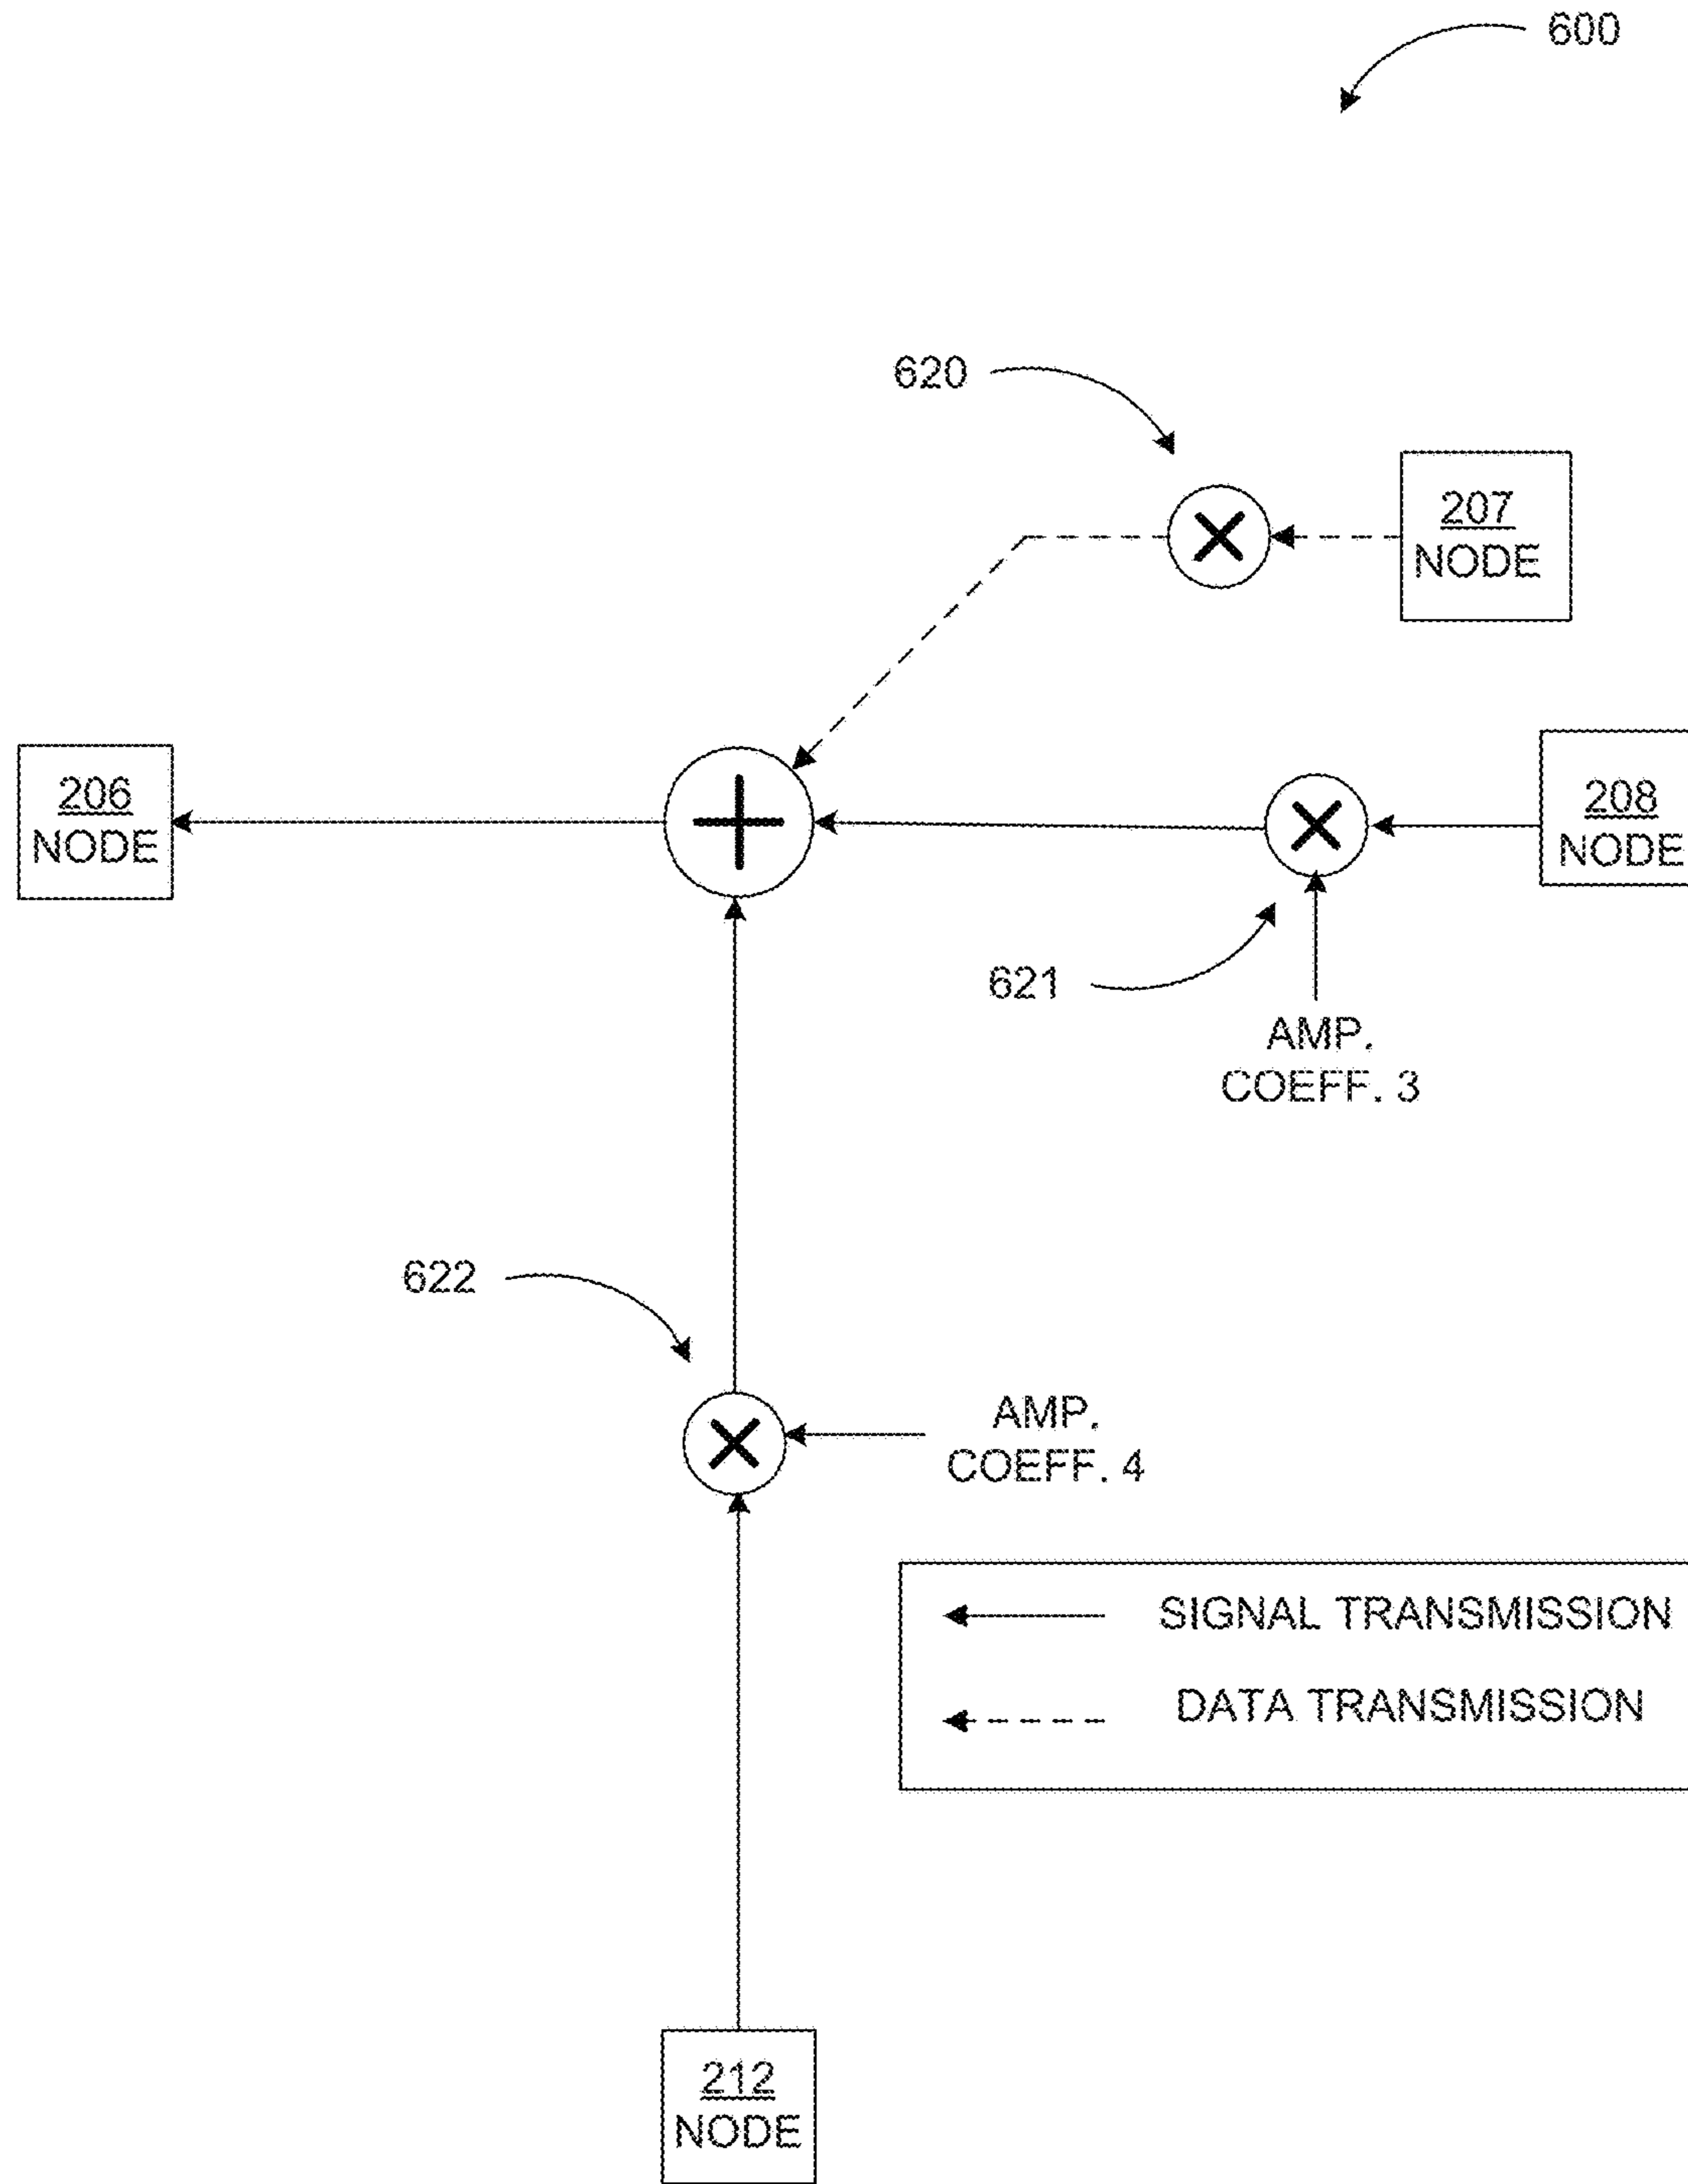 600
620
207
NODE
206
NODE
208
NODE
621
AMP.
COEFF. 3
622
AMP.
COEFF. 4
SIGNAL TRANSMISSION
DATA TRANSMISSION
212
NODE